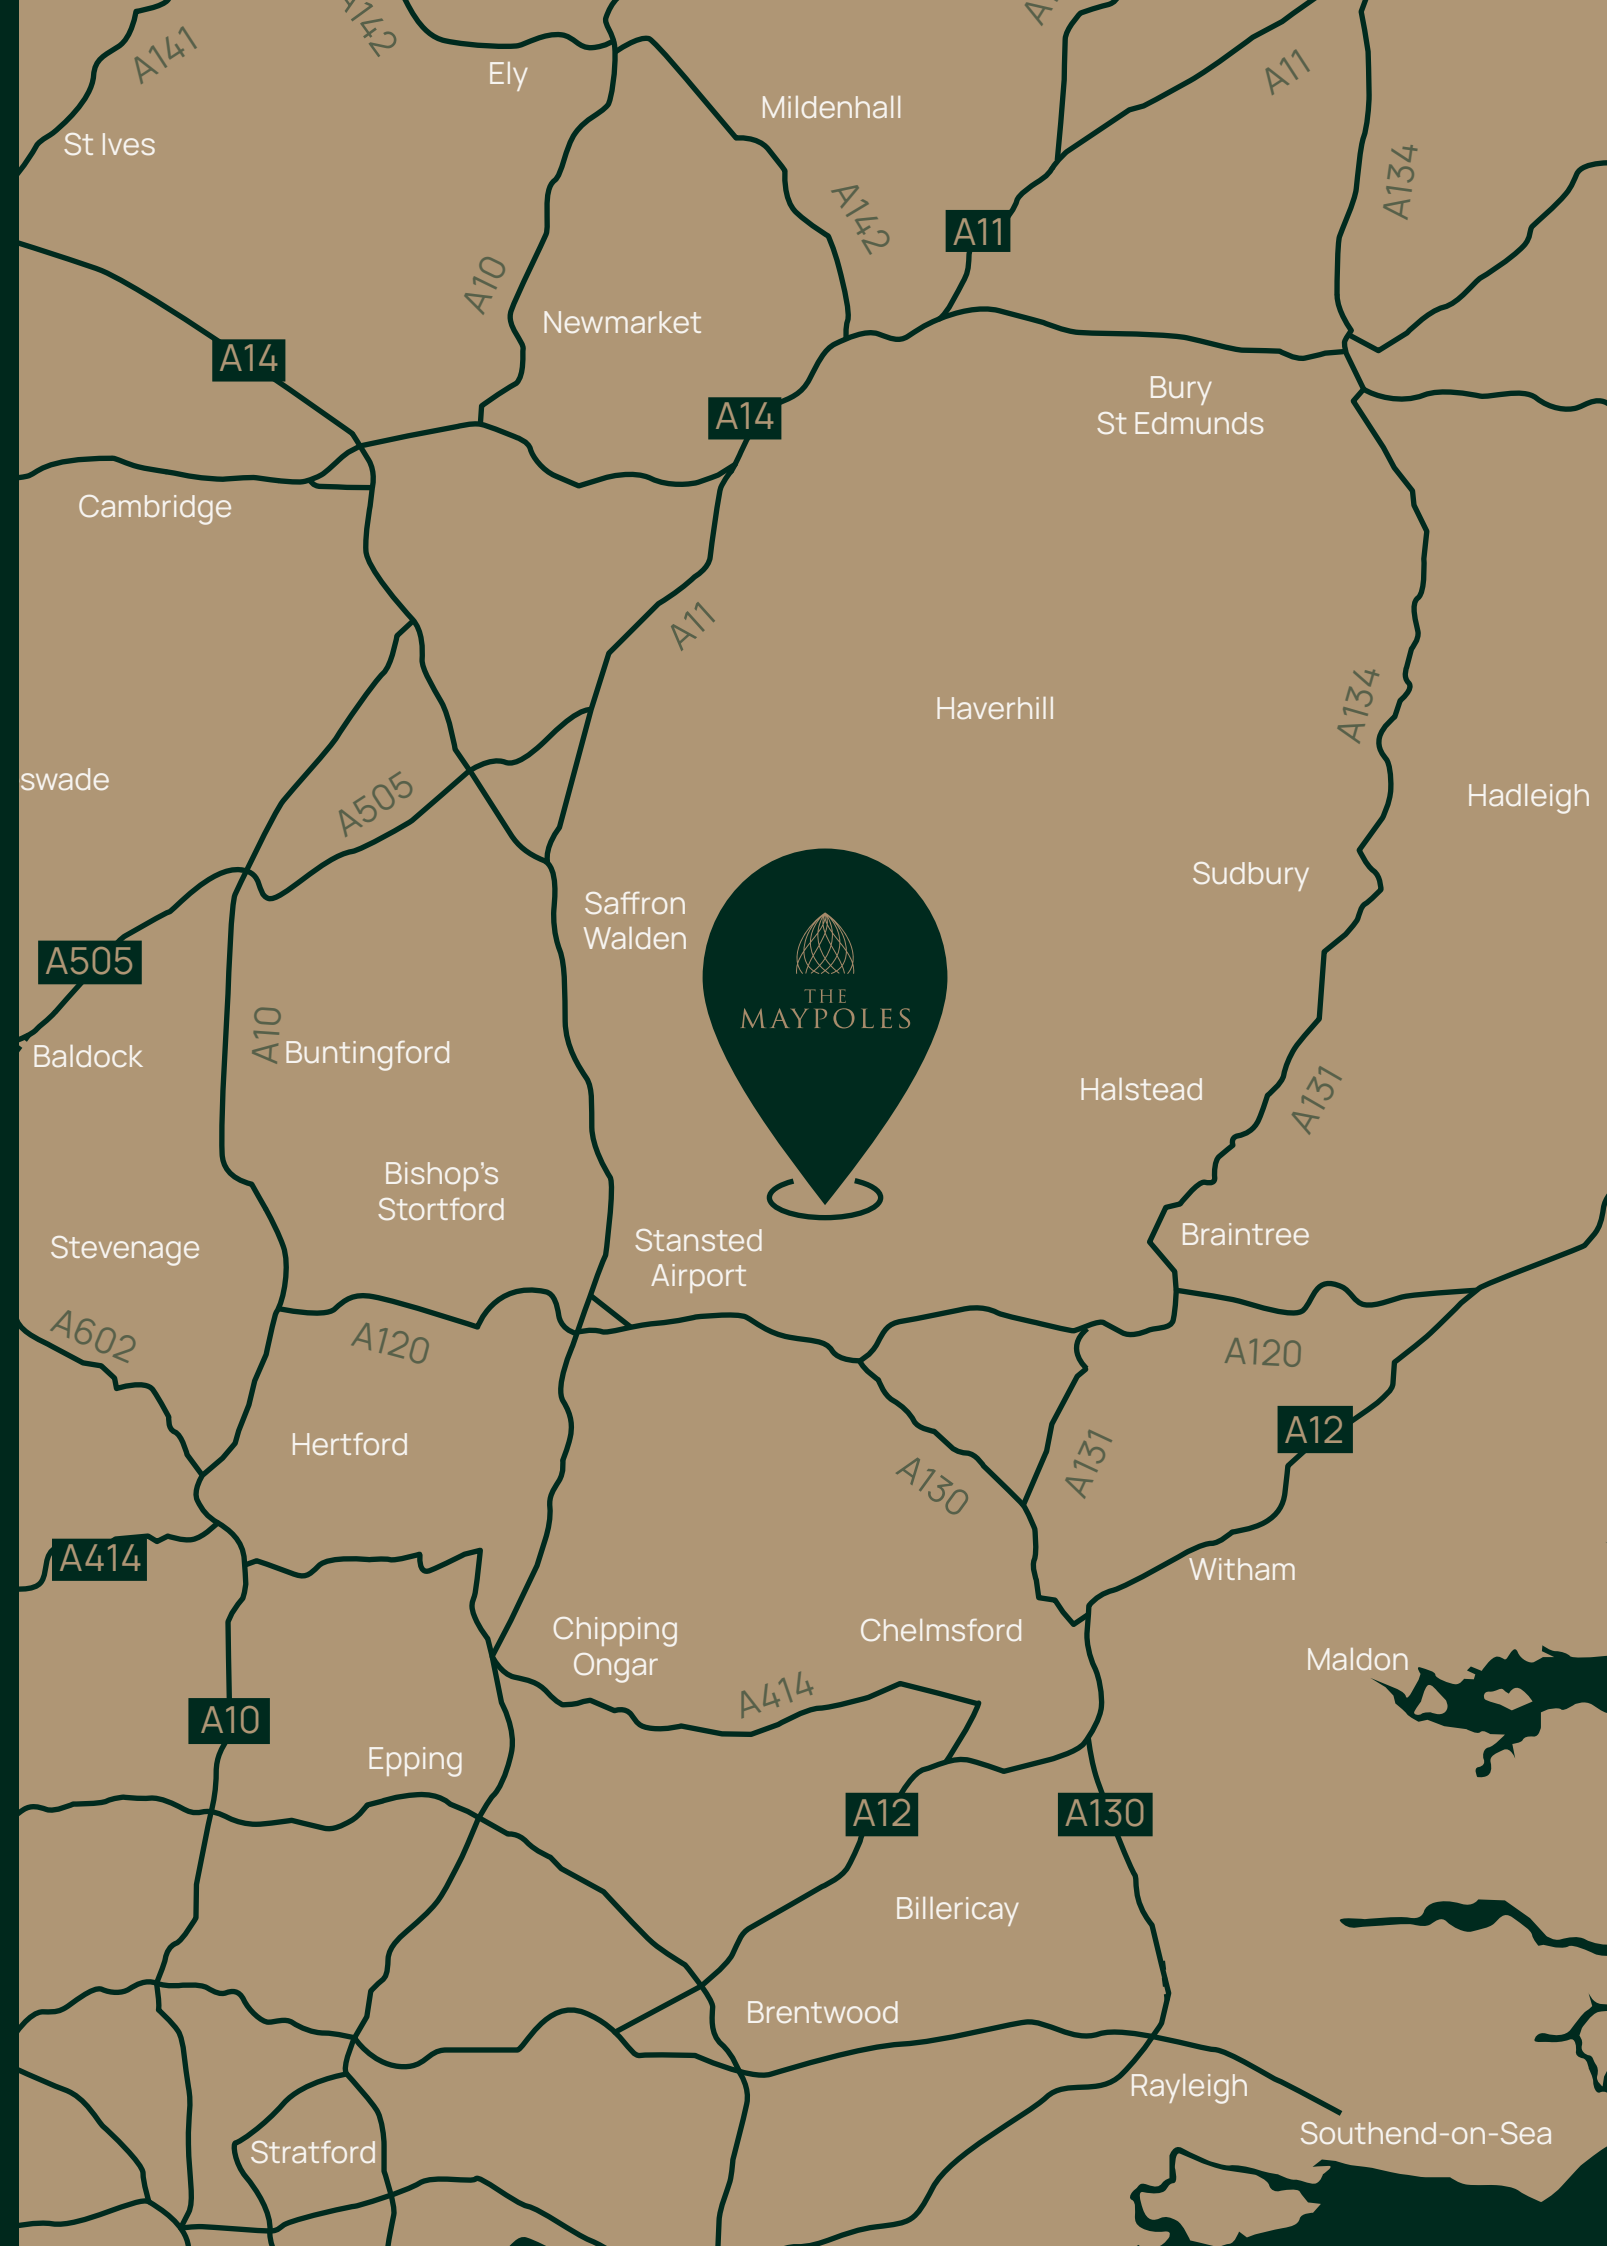 A142
A141
Ely
A11
Mildenhall
St Ives
A134
A142
A11
A10
Newmarket
A14
Bury
St Edmunds
A14
Cambridge
A11
Haverhill
A134
swade
A505
Hadleigh
Sudbury
Saffron
Walden
A505
THE
MAYPOLES
A10
Baldock
Buntingford
Halstead
A131
Bishop's
Stortford
Stevenage
Stansted
Airport
Braintree
A602
A120
A120
A12
Hertford
A130
A131
A414
Witham
Chipping
Ongar
Chelmsford
Maldon
A414
A10
Epping
A12
A130
Billericay
Brentwood
Rayleigh
Southend-on-Sea
Stratford